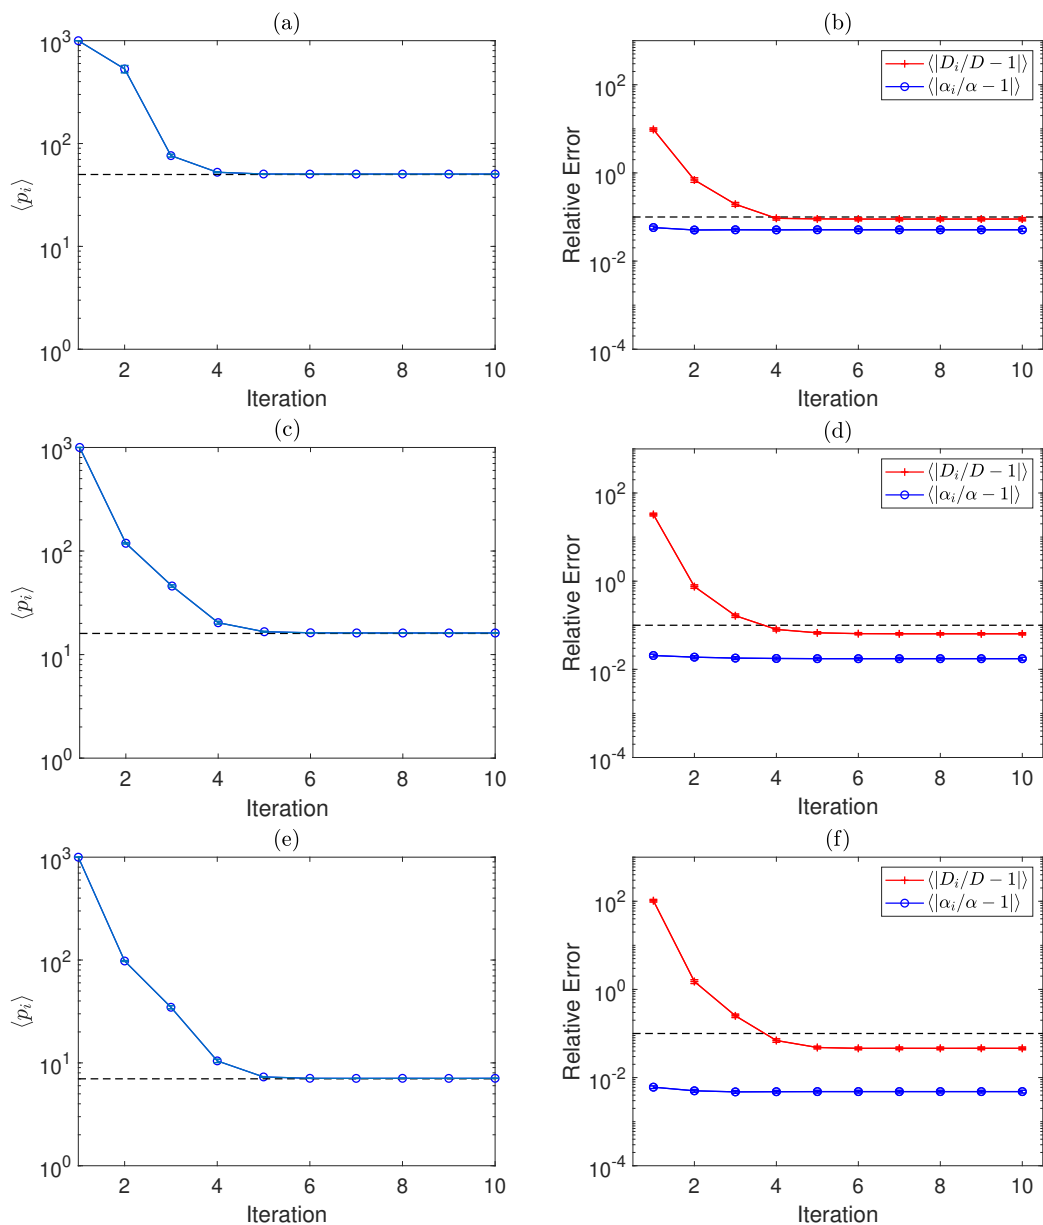 (a)
10^3
10^2
10^1
10^0
⟨p_i⟩
2 4 6 8 10
Iteration
(b)
⟨|D_i/D − 1|⟩
⟨|α_i/α − 1|⟩
10^2
10^0
10^-2
10^-4
Relative Error
2 4 6 8 10
Iteration
(c)
10^3
10^2
10^1
10^0
⟨p_i⟩
2 4 6 8 10
Iteration
(d)
⟨|D_i/D − 1|⟩
⟨|α_i/α − 1|⟩
10^2
10^0
10^-2
10^-4
Relative Error
2 4 6 8 10
Iteration
(e)
10^3
10^2
10^1
10^0
⟨p_i⟩
2 4 6 8 10
Iteration
(f)
⟨|D_i/D − 1|⟩
⟨|α_i/α − 1|⟩
10^2
10^0
10^-2
10^-4
Relative Error
2 4 6 8 10
Iteration